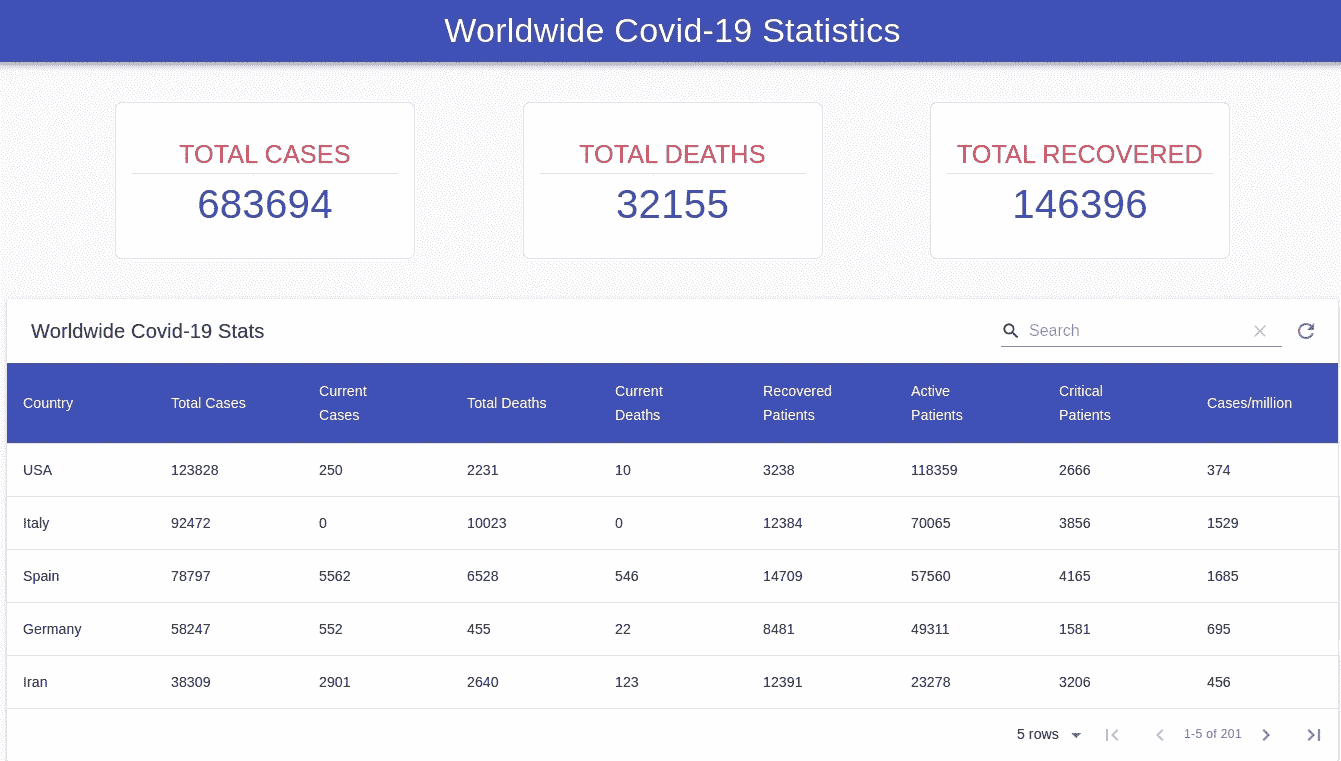 Worldwide Covid-19 Statistics
TOTAL CASES
683694
TOTAL DEATHS
32155
TOTAL RECOVERED
146396
Worldwide Covid-19 Stats
Search
Country Total Cases Current Cases Total Deaths Current Deaths Recovered Patients Active Patients Critical Patients Cases/million
USA 123828 250 2231 10 3238 118359 2666 374
Italy 92472 0 10023 0 12384 70065 3856 1529
Spain 78797 5562 6528 546 14709 57560 4165 1685
Germany 58247 552 455 22 8481 49311 1581 695
Iran 38309 2901 2640 123 12391 23278 3206 456
5 rows 1-5 of 201